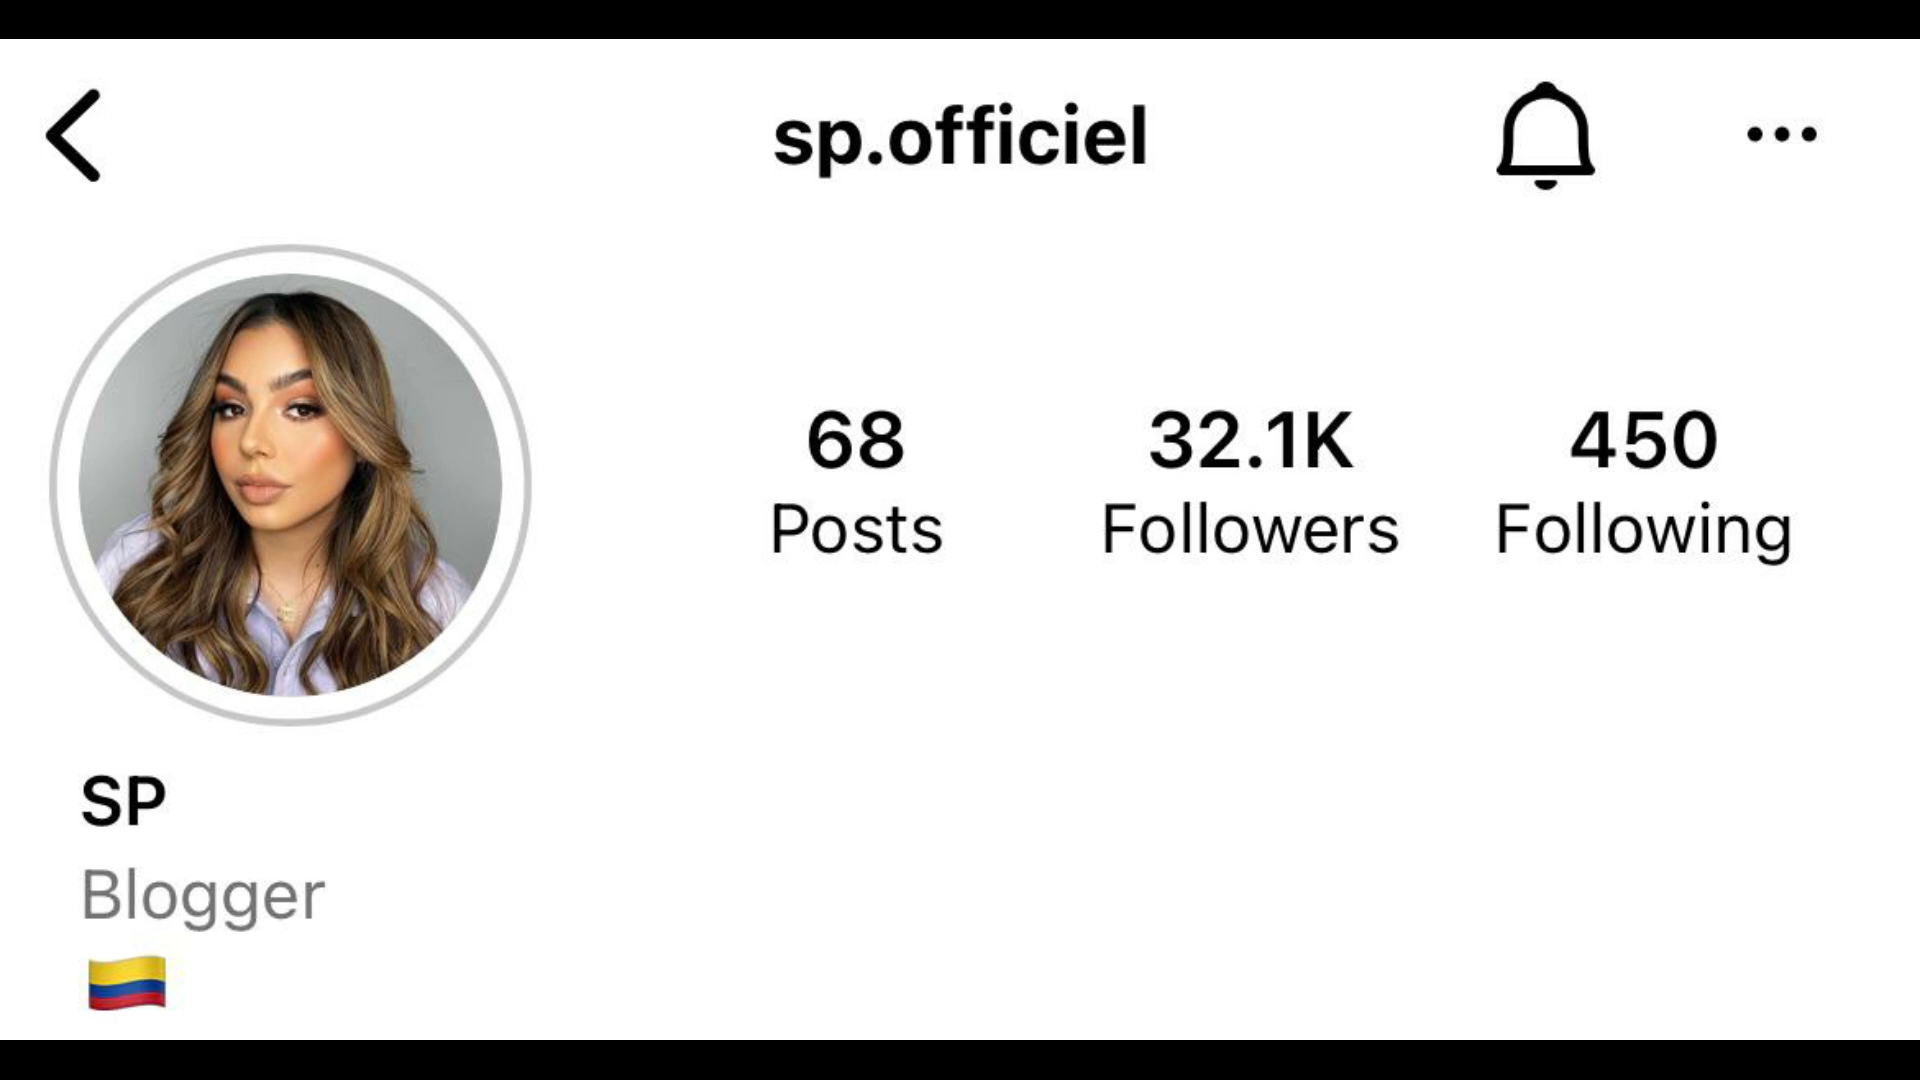 sp.officiel
68 32.1K 450
Posts Followers Following
SP
Blogger